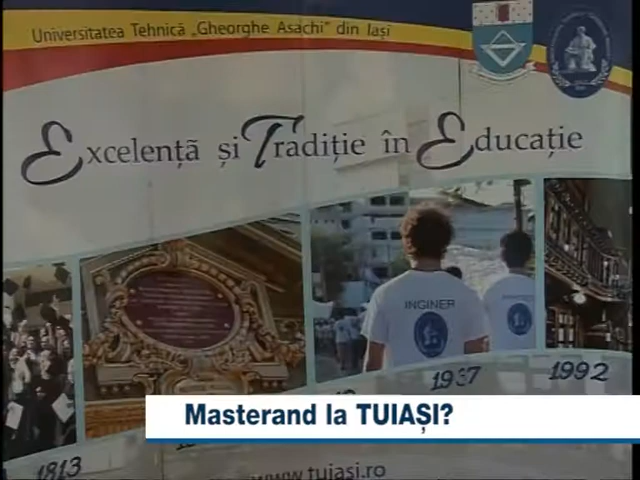 Universitatea Tehnică „Gheorghe Asachi” din Iași
Excelență și Tradiție în Educație
INGINER
1937
1992
Masterand la TUIAȘI?
1813
www.tuiasi.ro